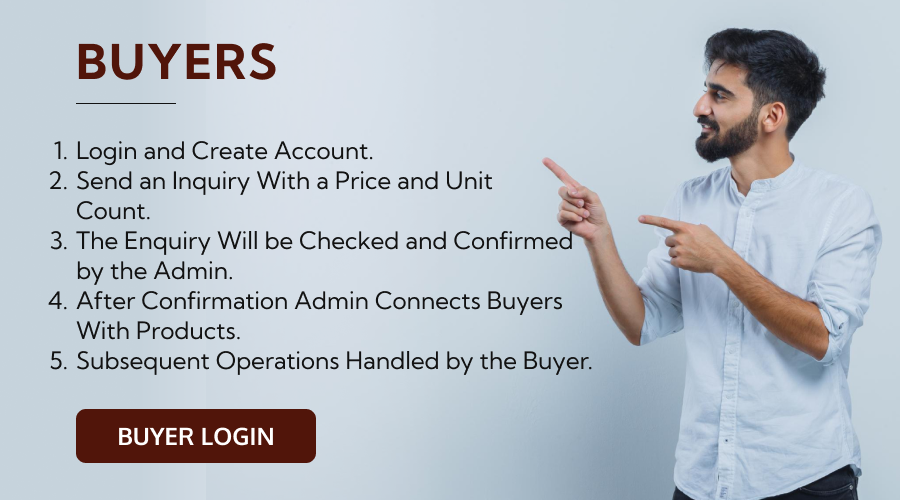 BUYERS
1. Login and Create Account.
2. Send an Inquiry With a Price and Unit
Count.
3. The Enquiry Will be Checked and Confirmed
by the Admin.
4. After Confirmation Admin Connects Buyers
With Products.
5. Subsequent Operations Handled by the Buyer.
BUYER LOGIN